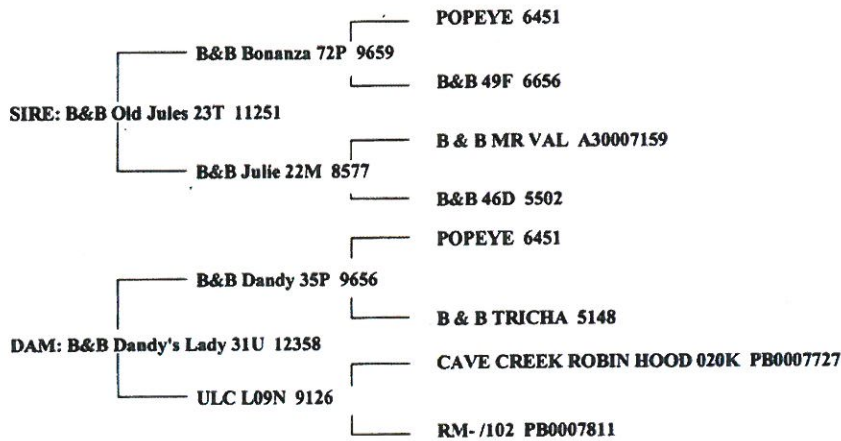 POPEYE 6451
B&B Bonanza 72P 9659
B&B 49F 6656
SIRE: B&B Old Jules 23T 11251
B & B MR VAL A30007159
B&B Julie 22M 8577
B&B 46D 5502
POPEYE 6451
B&B Dandy 35P 9656
B & B TRICHA 5148
DAM: B&B Dandy's Lady 31U 12358
CAVE CREEK ROBIN HOOD 020K PB0007727
ULC L09N 9126
RM- /102 PB0007811